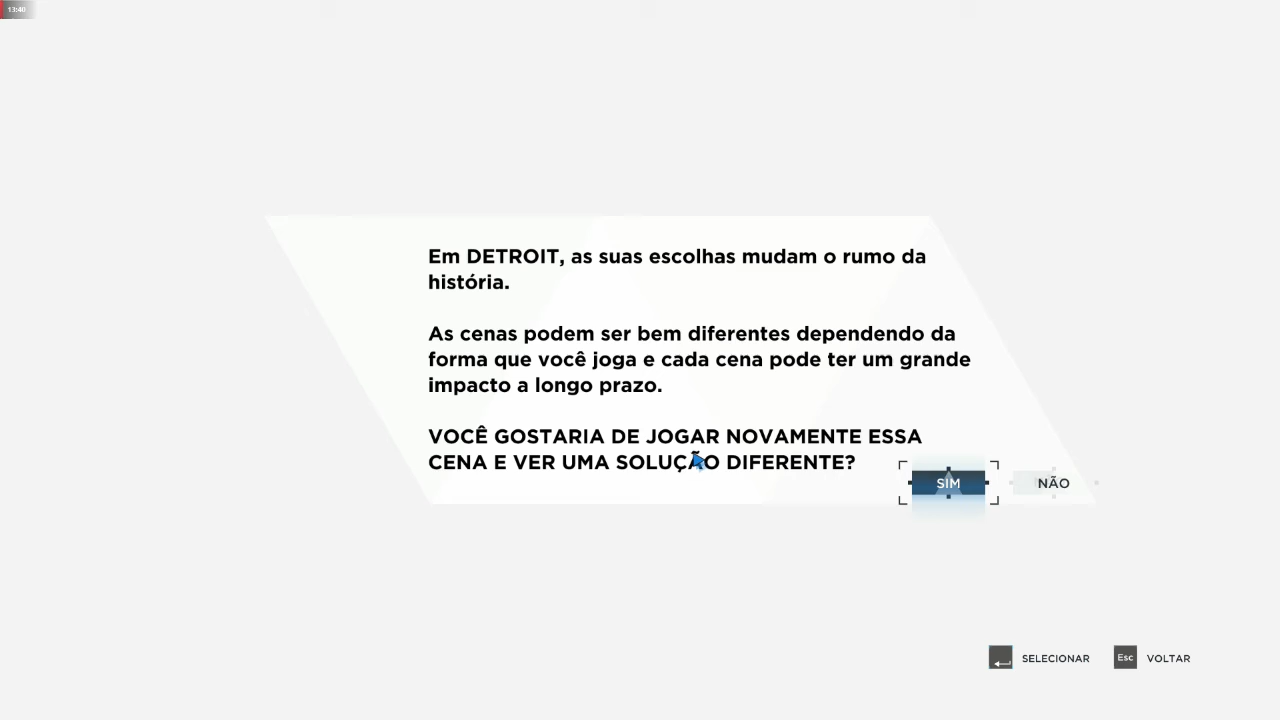 13:40
Em DETROIT, as suas escolhas mudam o rumo da
história.
As cenas podem ser bem diferentes dependendo da
forma que você joga e cada cena pode ter um grande
impacto a longo prazo.
VOCÊ GOSTARIA DE JOGAR NOVAMENTE ESSA
CENA E VER UMA SOLUÇÃO DIFERENTE?
SIM NÃO
SELECIONAR Esc VOLTAR